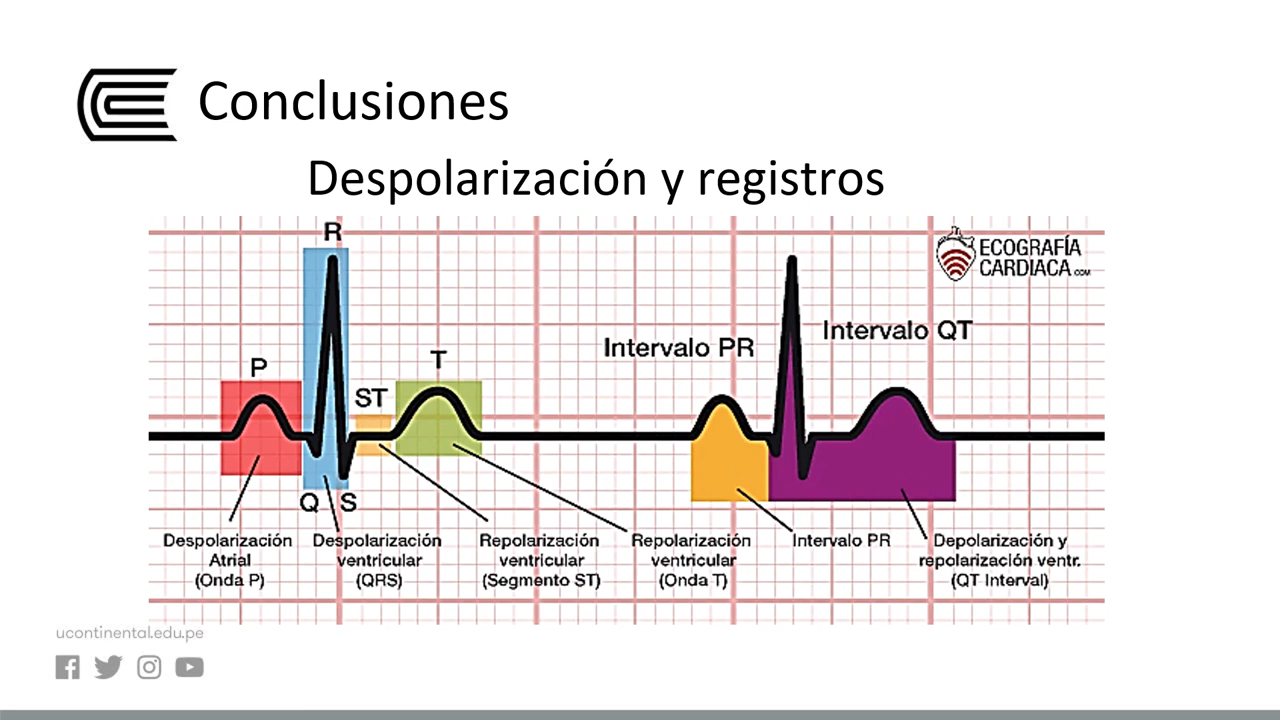 Conclusiones
Despolarización y registros
R
ECOGRAFÍA
CARDIACA.COM
Intervalo QT
Intervalo PR
P
T
ST
Q
S
Despolarización
Atrial
(Onda P)
Despolarización
ventricular
(QRS)
Repolarización
ventricular
(Segmento ST)
Repolarización
ventricular
(Onda T)
Intervalo PR
Depolarización y
repolarización ventr.
(QT Interval)
ucontinental.edu.pe